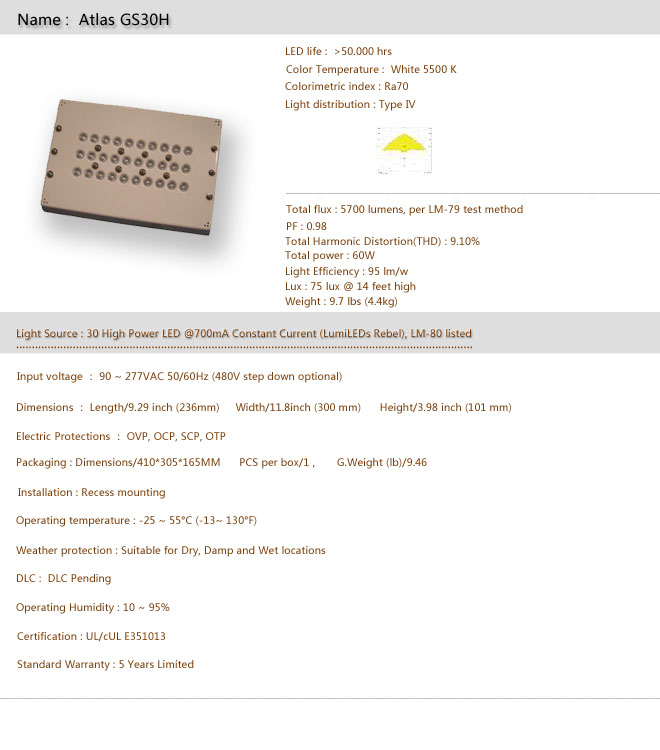 Name : Atlas GS30H
LED life : >50.000 hrs
Color Temperature : White 5500 K
Colorimetric index : Ra70
Light distribution : Type IV
Total flux : 5700 lumens, per LM-79 test method
PF : 0.98
Total Harmonic Distortion(THD) : 9.10%
Total power : 60W
Light Efficiency : 95 lm/w
Lux : 75 lux @ 14 feet high
Weight : 9.7 lbs (4.4kg)
Light Source : 30 High Power LED @700mA Constant Current (LumiLEDs Rebel), LM-80 listed
Input voltage : 90 ~ 277VAC 50/60Hz (480V step down optional)
Dimensions : Length/9.29 inch (236mm) Width/11.8inch (300 mm) Height/3.98 inch (101 mm)
Electric Protections : OVP, OCP, SCP, OTP
Packaging : Dimensions/410*305*165MM PCS per box/1 , G.Weight (lb)/9.46
Installation : Recess mounting
Operating temperature : -25 ~ 55°C (-13~ 130°F)
Weather protection : Suitable for Dry, Damp and Wet locations
DLC : DLC Pending
Operating Humidity : 10 ~ 95%
Certification : UL/cUL E351013
Standard Warranty : 5 Years Limited